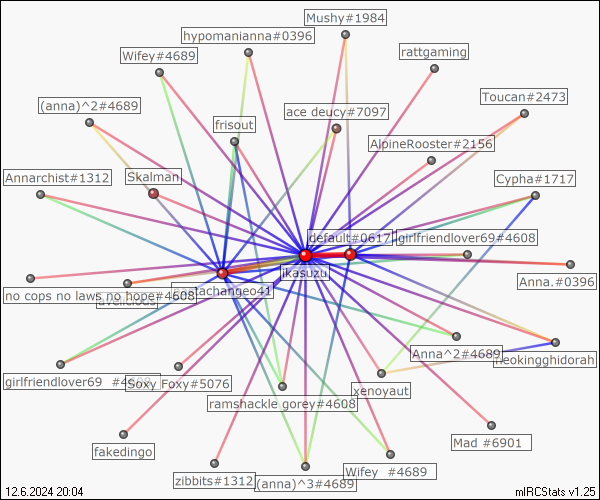 Mushy#1984
hypomanianna#0396
rattgaming
Wifey#4689
Toucan#2473
(anna)^2#4689
ace deucy#7097
frisout
AlpineRooster#2156
Annarchist#1312
Skalman
Cypha#1717
default#0617
girlfriendlover69#4608
ikasuzu
Anna.#0396
no cops no laws no hope#4608
tachangeo41
Anna^2#4689
neokingghidorah
girlfriendlover69
Soxy Foxy#5076
xenoyaut
ramshackle gorey#4608
fakedingo
Mad #6901
zibbits#1312
(anna)^3#4689
Wifey #4689
12.6.2024 20:04
mIRCStats v1.25